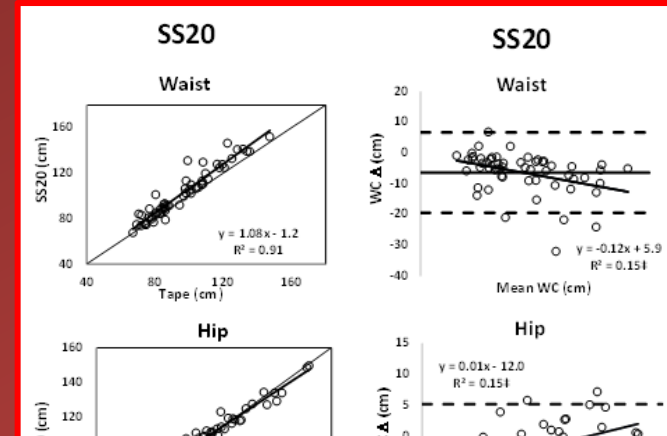 SS20
Waist
SS20 (cm)
160
120
80
40
y = 1.08x - 1.2
R² = 0.91
40 80 120 160
Tape (cm)
SS20
Waist
WC Δ (cm)
20
10
0
-10
-20
-30
-40
y = -0.12x + 5.9
R² = 0.15‡
Mean WC (cm)
Hip
160
140
120
(cm)
Hip
15
10
5
0
y = 0.01x - 12.0
R² = 0.15‡
Δ (cm)